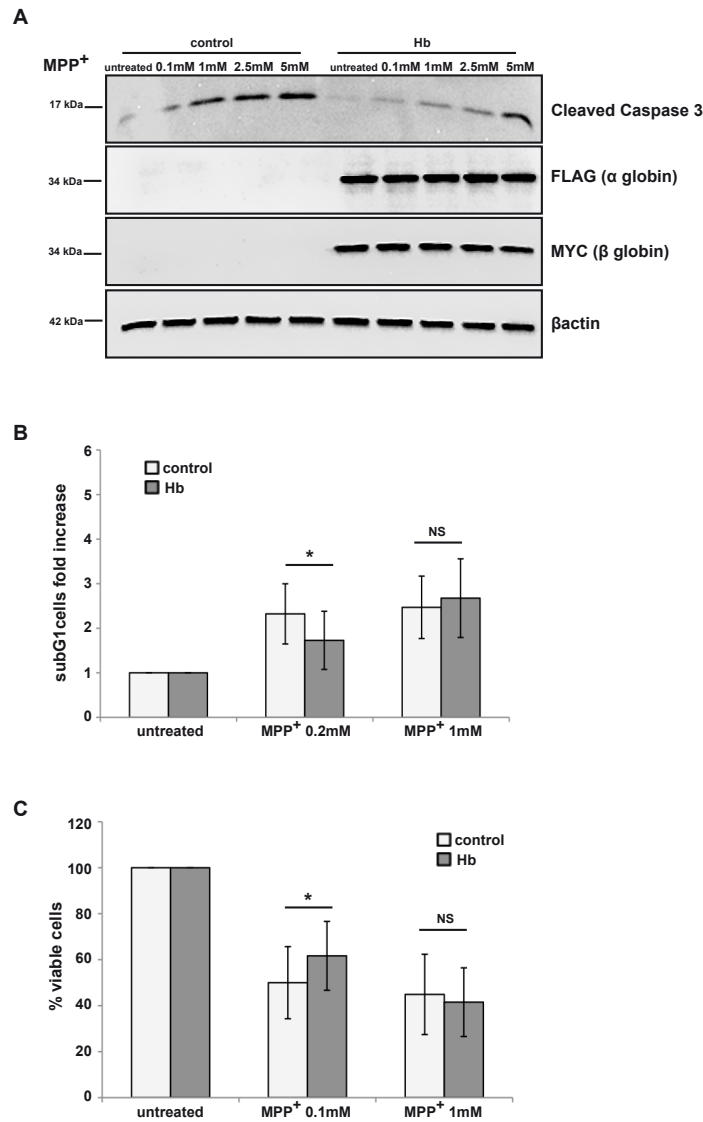 A
control Hb
MPP+ untreated 0.1mM 1mM 2.5mM 5mM untreated 0.1mM 1mM 2.5mM 5mM
17 kDa Cleaved Caspase 3
34 kDa FLAG (α globin)
34 kDa MYC (β globin)
42 kDa βactin
B
subG1cells fold increase
6
5
4
3
2
1
0
control
Hb
*
NS
untreated MPP+ 0.2mM MPP+ 1mM
C
% viable cells
120
100
80
60
40
20
0
control
Hb
*
NS
untreated MPP+ 0.1mM MPP+ 1mM